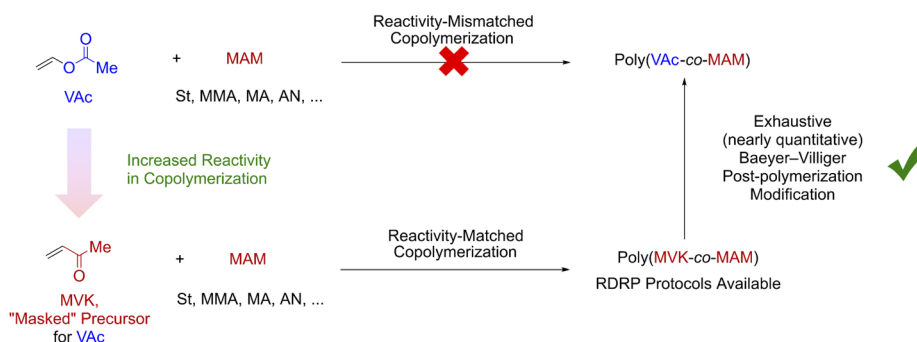 Reactivity-Mismatched
Copolymerization
O
O
Me
VAc
+
MAM
St, MMA, MA, AN, ...
Poly(VAc-co-MAM)
Increased Reactivity
in Copolymerization
Exhaustive
(nearly quantitative)
Baeyer–Villiger
Post-polymerization
Modification
Me
O
MVK,
"Masked" Precursor
for VAc
+
MAM
St, MMA, MA, AN, ...
Reactivity-Matched
Copolymerization
Poly(MVK-co-MAM)
RDRP Protocols Available